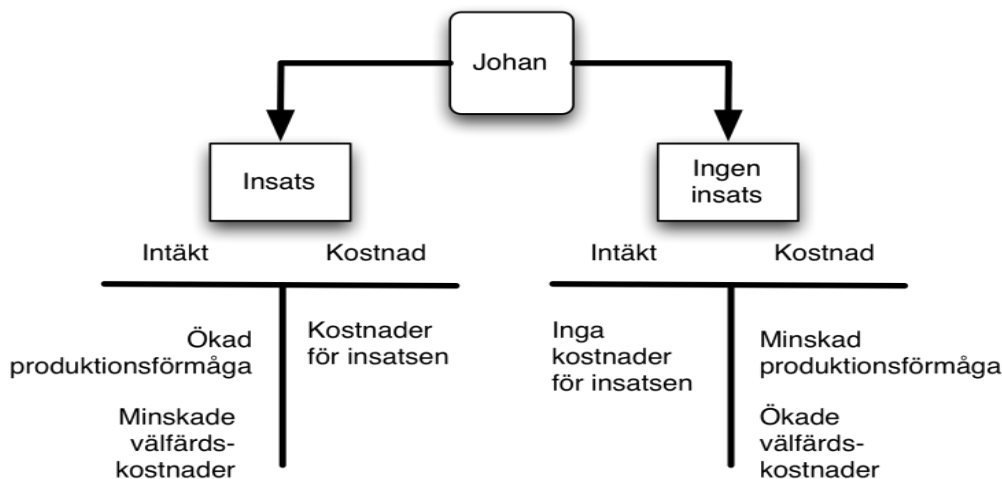 Johan
Insats
Ingen
insats
Intäkt
Kostnad
Ökad
produktionsförmåga
Minskade
välfärds-
kostnader
Kostnader
för insatsen
Intäkt
Kostnad
Inga
kostnader
för insatsen
Minskad
produktionsförmåga
Ökade
välfärds-
kostnader